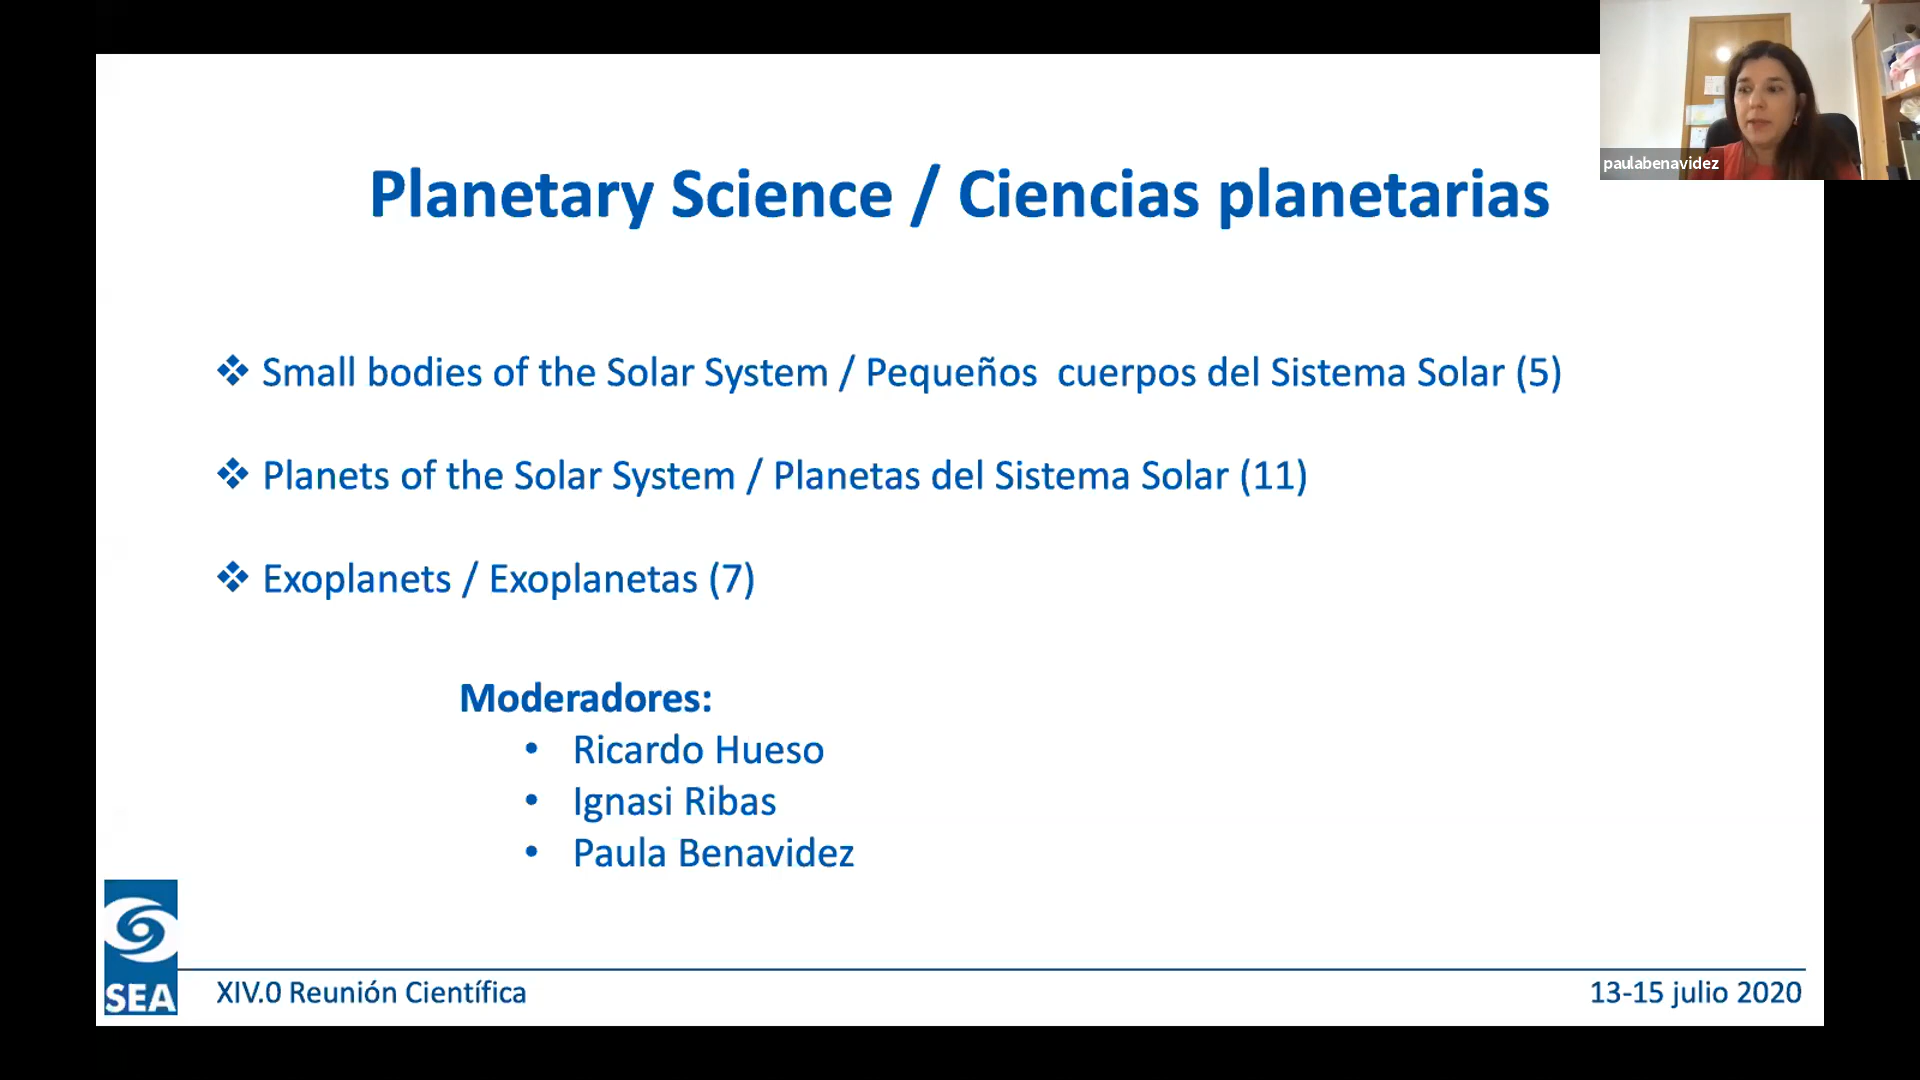 Planetary Science / Ciencias planetarias
paulabenavidez
❖ Small bodies of the Solar System / Pequeños cuerpos del Sistema Solar (5)
❖ Planets of the Solar System / Planetas del Sistema Solar (11)
❖ Exoplanets / Exoplanetas (7)
Moderadores:
• Ricardo Hueso
• Ignasi Ribas
• Paula Benavidez
SEA
XIV.0 Reunión Científica
13-15 julio 2020